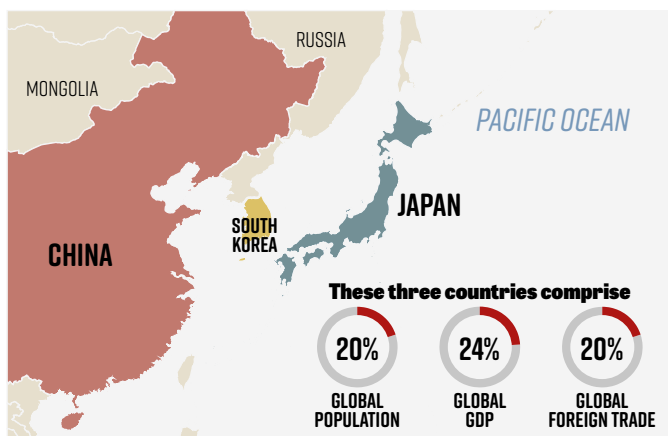 RUSSIA
MONGOLIA
PACIFIC OCEAN
JAPAN
SOUTH
KOREA
CHINA
These three countries comprise
20%
GLOBAL
POPULATION
24%
GLOBAL
GDP
20%
GLOBAL
FOREIGN TRADE